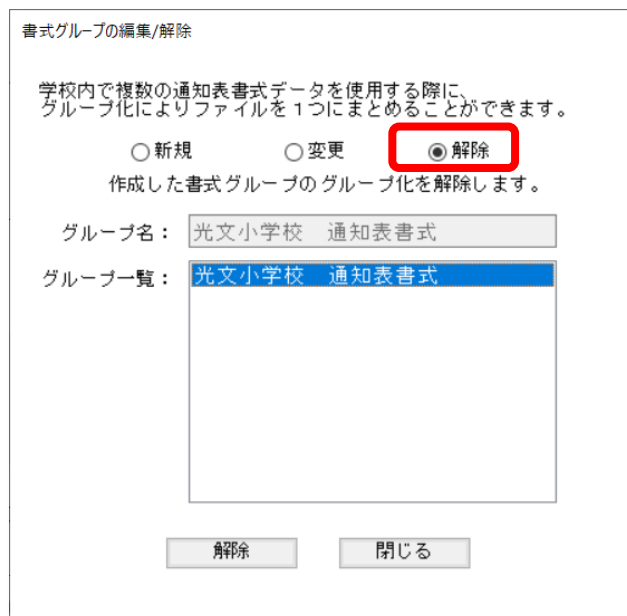 書式グループの編集/解除
学校内で複数の通知表書式データを使用する際に、
グループ化によりファイルを1つにまとめることができます。
新規 変更 解除
作成した書式グループのグループ化を解除します。
グループ名： 光文小学校　通知表書式
グループ一覧： 光文小学校　通知表書式
解除 閉じる